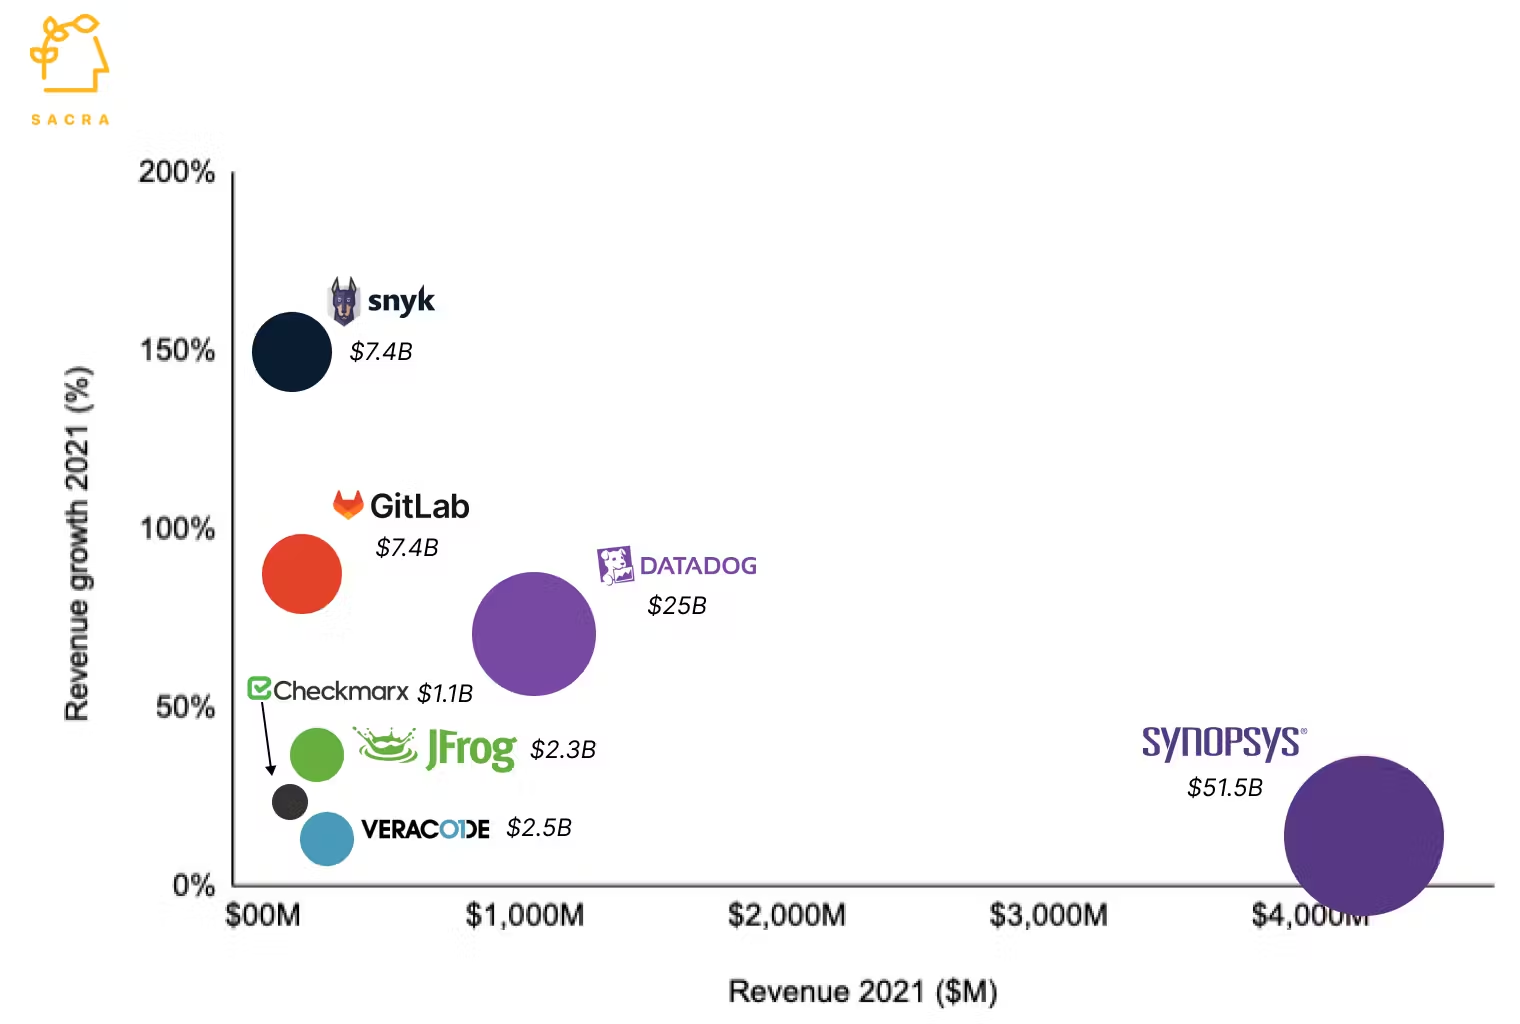 SACRA
200%
snyk
150%
$7.4B
GitLab
100%
$7.4B
DATADOG
$25B
Checkmarx $1.1B
50%
JFrog $2.3B
SYNOPSYS®
$51.5B
VERACODE $2.5B
0%
$00M $1,000M $2,000M $3,000M $4,000M
Revenue growth 2021 (%)
Revenue 2021 ($M)